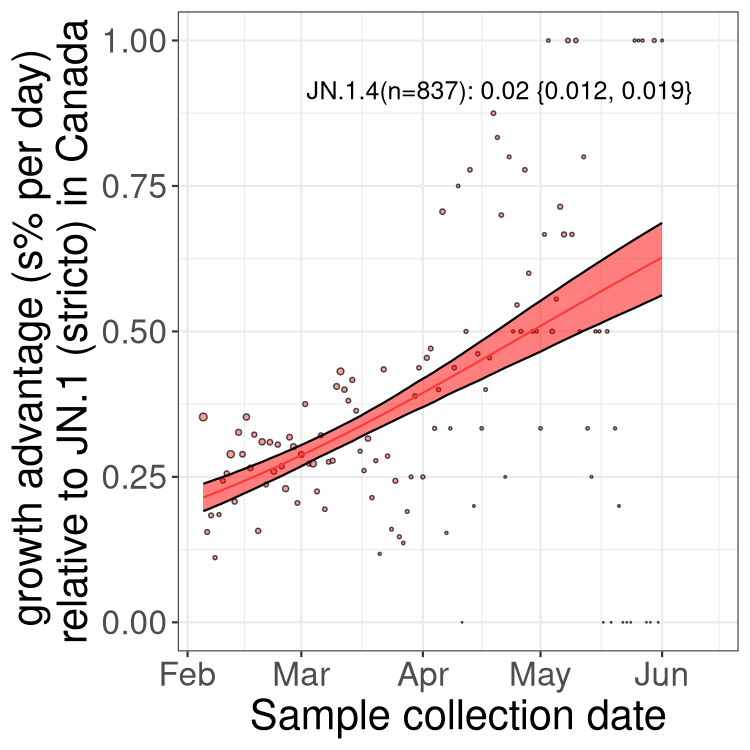 growth advantage (s% per day)
relative to JN.1 (stricto) in Canada
1.00
0.75
0.50
0.25
0.00
JN.1.4(n=837): 0.02 {0.012, 0.019}
Feb Mar Apr May Jun
Sample collection date